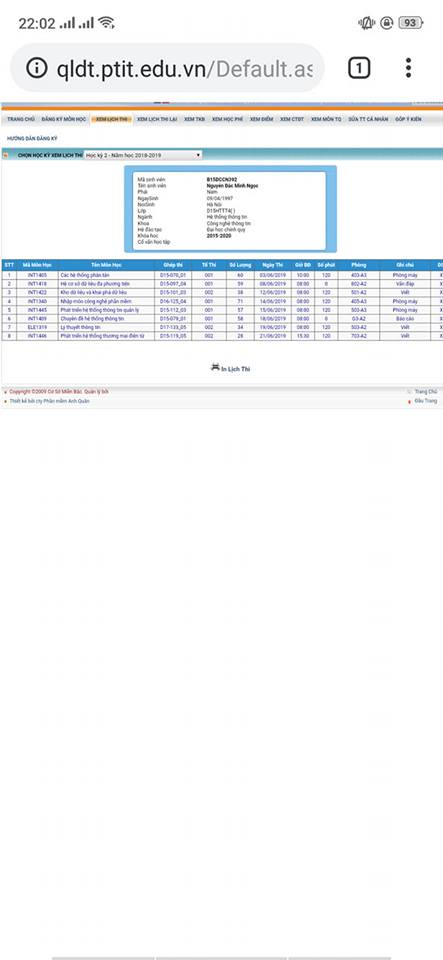 22:02
93
qldt.ptit.edu.vn/Default.as
1
TRANG CHỦ ĐĂNG KÝ MÔN HỌC XEM LỊCH THI XEM LỊCH THI LẠI XEM TKB XEM HỌC PHÍ XEM ĐIỂM XEM CTĐT XEM MÔN TQ SỬA TT CÁ NHÂN GÓP Ý KIẾN
HƯỚNG DẪN ĐĂNG KÝ
CHỌN HỌC KỲ XEM LỊCH THI Học kỳ 2 - Năm học 2018-2019
Mã sinh viên B15DCCN392
Tên sinh viên Nguyễn Đắc Minh Ngọc
Phái Nam
NgaySinh 09/04/1997
NoiSinh Hà Nội
Lớp D15HTTT4( )
Ngành Hệ thống thông tin
Khoa Công nghệ thông tin
Hệ đào tạo Đại học chính quy
Khóa học 2015-2020
Cố vấn học tập
STT Mã Môn Học Tên Môn Học Ghép thi Tổ Thi Số Lượng Ngày Thi Giờ BĐ Số phút Phòng Ghi chú
1 INT1405 Các hệ thống phân tán D15-070_01 001 60 03/06/2019 10:00 120 403-A3 Phòng máy X
2 INT1418 Hệ cơ sở dữ liệu đa phương tiện D15-097_04 001 59 08/06/2019 08:00 0 802-A2 Vấn đáp X
3 INT1422 Kho dữ liệu và khai phá dữ liệu D15-101_03 002 38 12/06/2019 08:00 120 501-A2 Viết X
4 INT1340 Nhập môn công nghệ phần mềm D16-125_04 001 71 14/06/2019 08:00 120 405-A3 Phòng máy X
5 INT1445 Phát triển hệ thống thông tin quản lý D15-112_03 001 57 15/06/2019 08:00 120 503-A3 Phòng máy X
6 INT1409 Chuyên đề hệ thống thông tin D15-079_01 001 58 18/06/2019 08:00 0 G3-A2 Báo cáo X
7 ELE1319 Lý thuyết thông tin D17-133_05 002 34 19/06/2019 08:00 120 503-A2 Viết X
8 INT1446 Phát triển hệ thống thương mại điện tử D15-119_05 002 28 21/06/2019 15:30 120 703-A2 Viết X
In Lịch Thi
Copyright ©2009 Cơ Sở Miền Bắc. Quản lý bởi Trang Chủ
Thiết kế bởi cty Phần mềm Anh Quân Đầu Trang